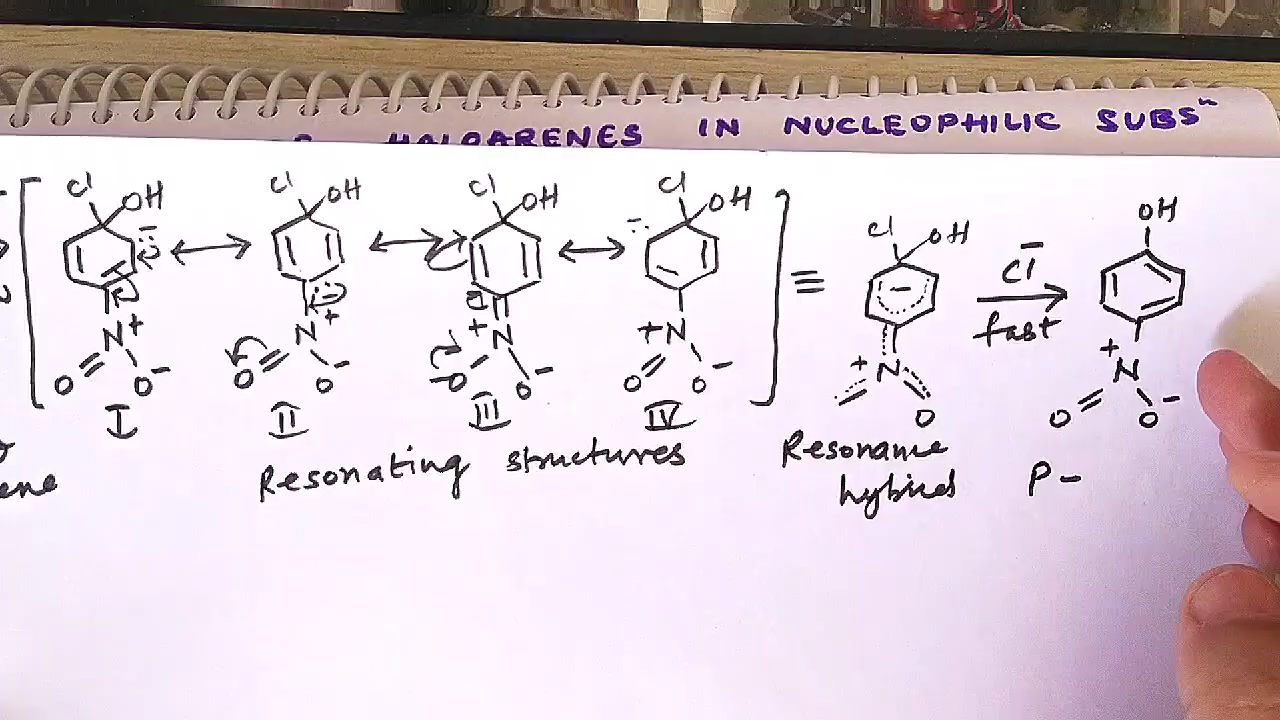 HALOARENES IN NUCLEOPHILIC SUBSⁿ
Cl OH Cl OH Cl OH Cl OH
N+ N+ +N +N
O O- O O- -O O- O O-
I II III IV
Resonating structures
Cl OH
-
+N
O
Resonance
hybrid
Cl-
fast
OH
+N
O O-
P-
ene